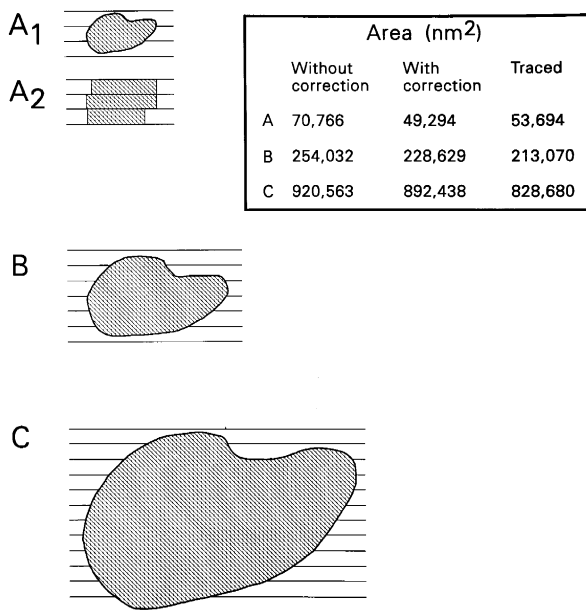 A1
A2
Area (nm2)
Without correction With correction Traced
A 70,766 49,294 53,694
B 254,032 228,629 213,070
C 920,563 892,438 828,680
B
C